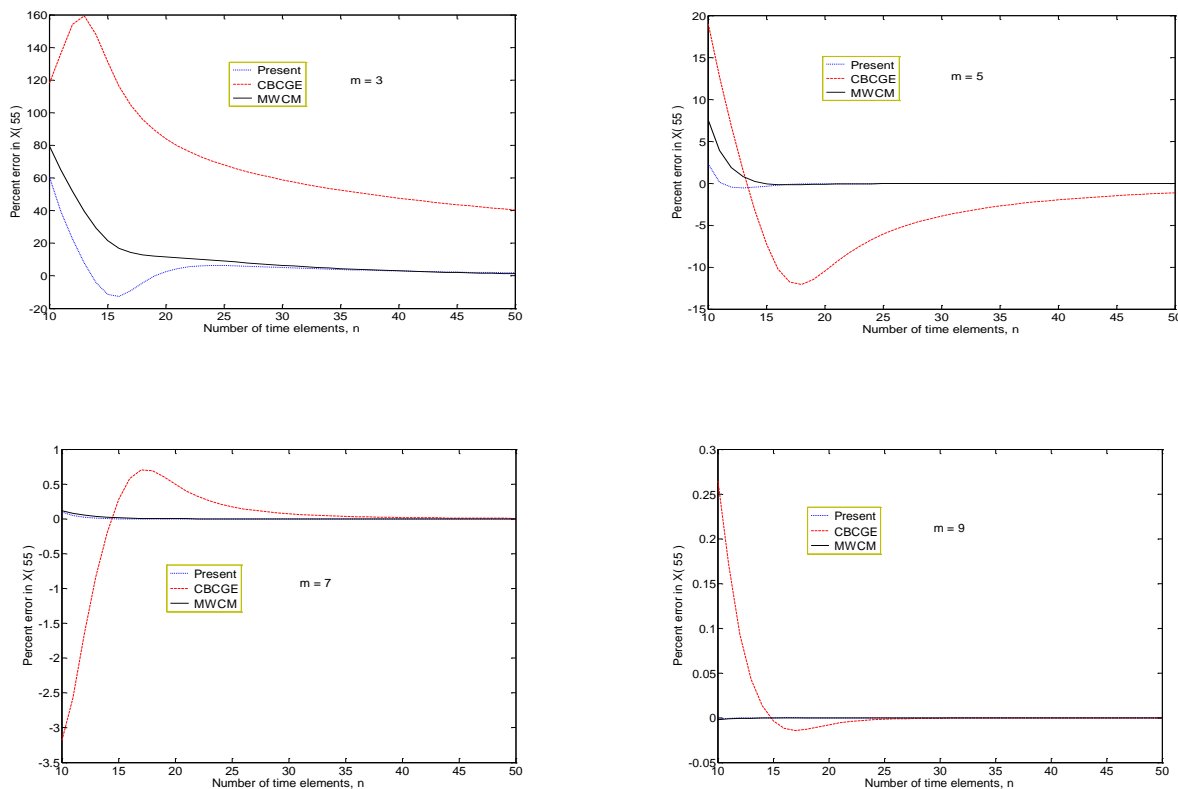 160
140
120
100
80
60
40
20
0
-20
Percent error in X( 55 )
Present
CBCGE
MWCM
m = 3
10 15 20 25 30 35 40 45 50
Number of time elements, n
20
15
10
5
0
-5
-10
-15
Percent error in X( 55 )
Present
CBCGE
MWCM
m = 5
10 15 20 25 30 35 40 45 50
Number of time elements, n
1
0.5
0
-0.5
-1
-1.5
-2
-2.5
-3
-3.5
Percent error in X( 55 )
Present
CBCGE
MWCM
m = 7
10 15 20 25 30 35 40 45 50
Number of time elements, n
0.3
0.25
0.2
0.15
0.1
0.05
0
-0.05
Percent error in X( 55 )
Present
CBCGE
MWCM
m = 9
10 15 20 25 30 35 40 45 50
Number of time elements, n